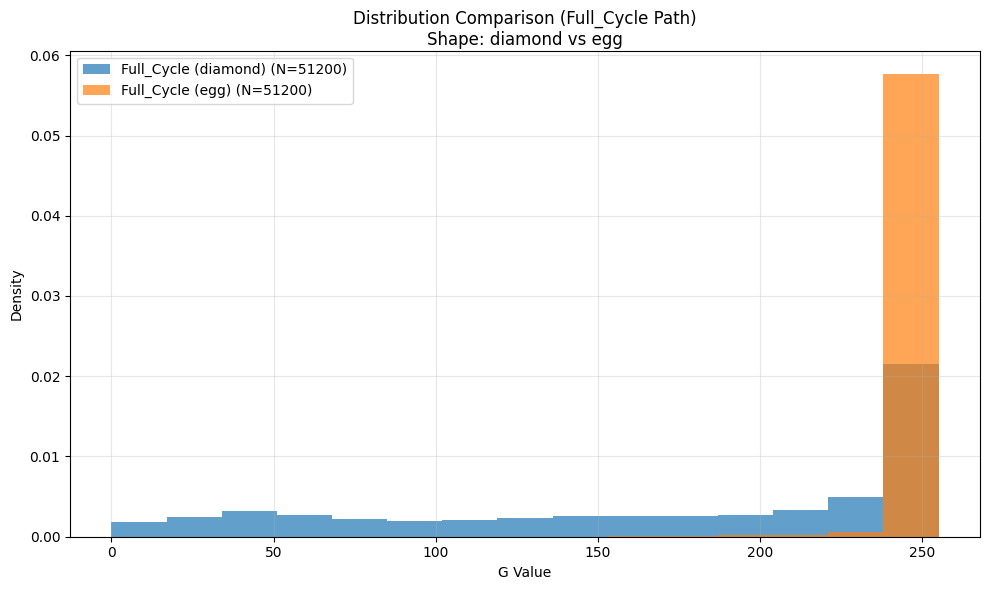 Distribution Comparison (Full_Cycle Path)
Shape: diamond vs egg
Full_Cycle (diamond) (N=51200)
Full_Cycle (egg) (N=51200)
0.06
0.05
0.04
0.03
0.02
0.01
0.00
Density
0 50 100 150 200 250
G Value